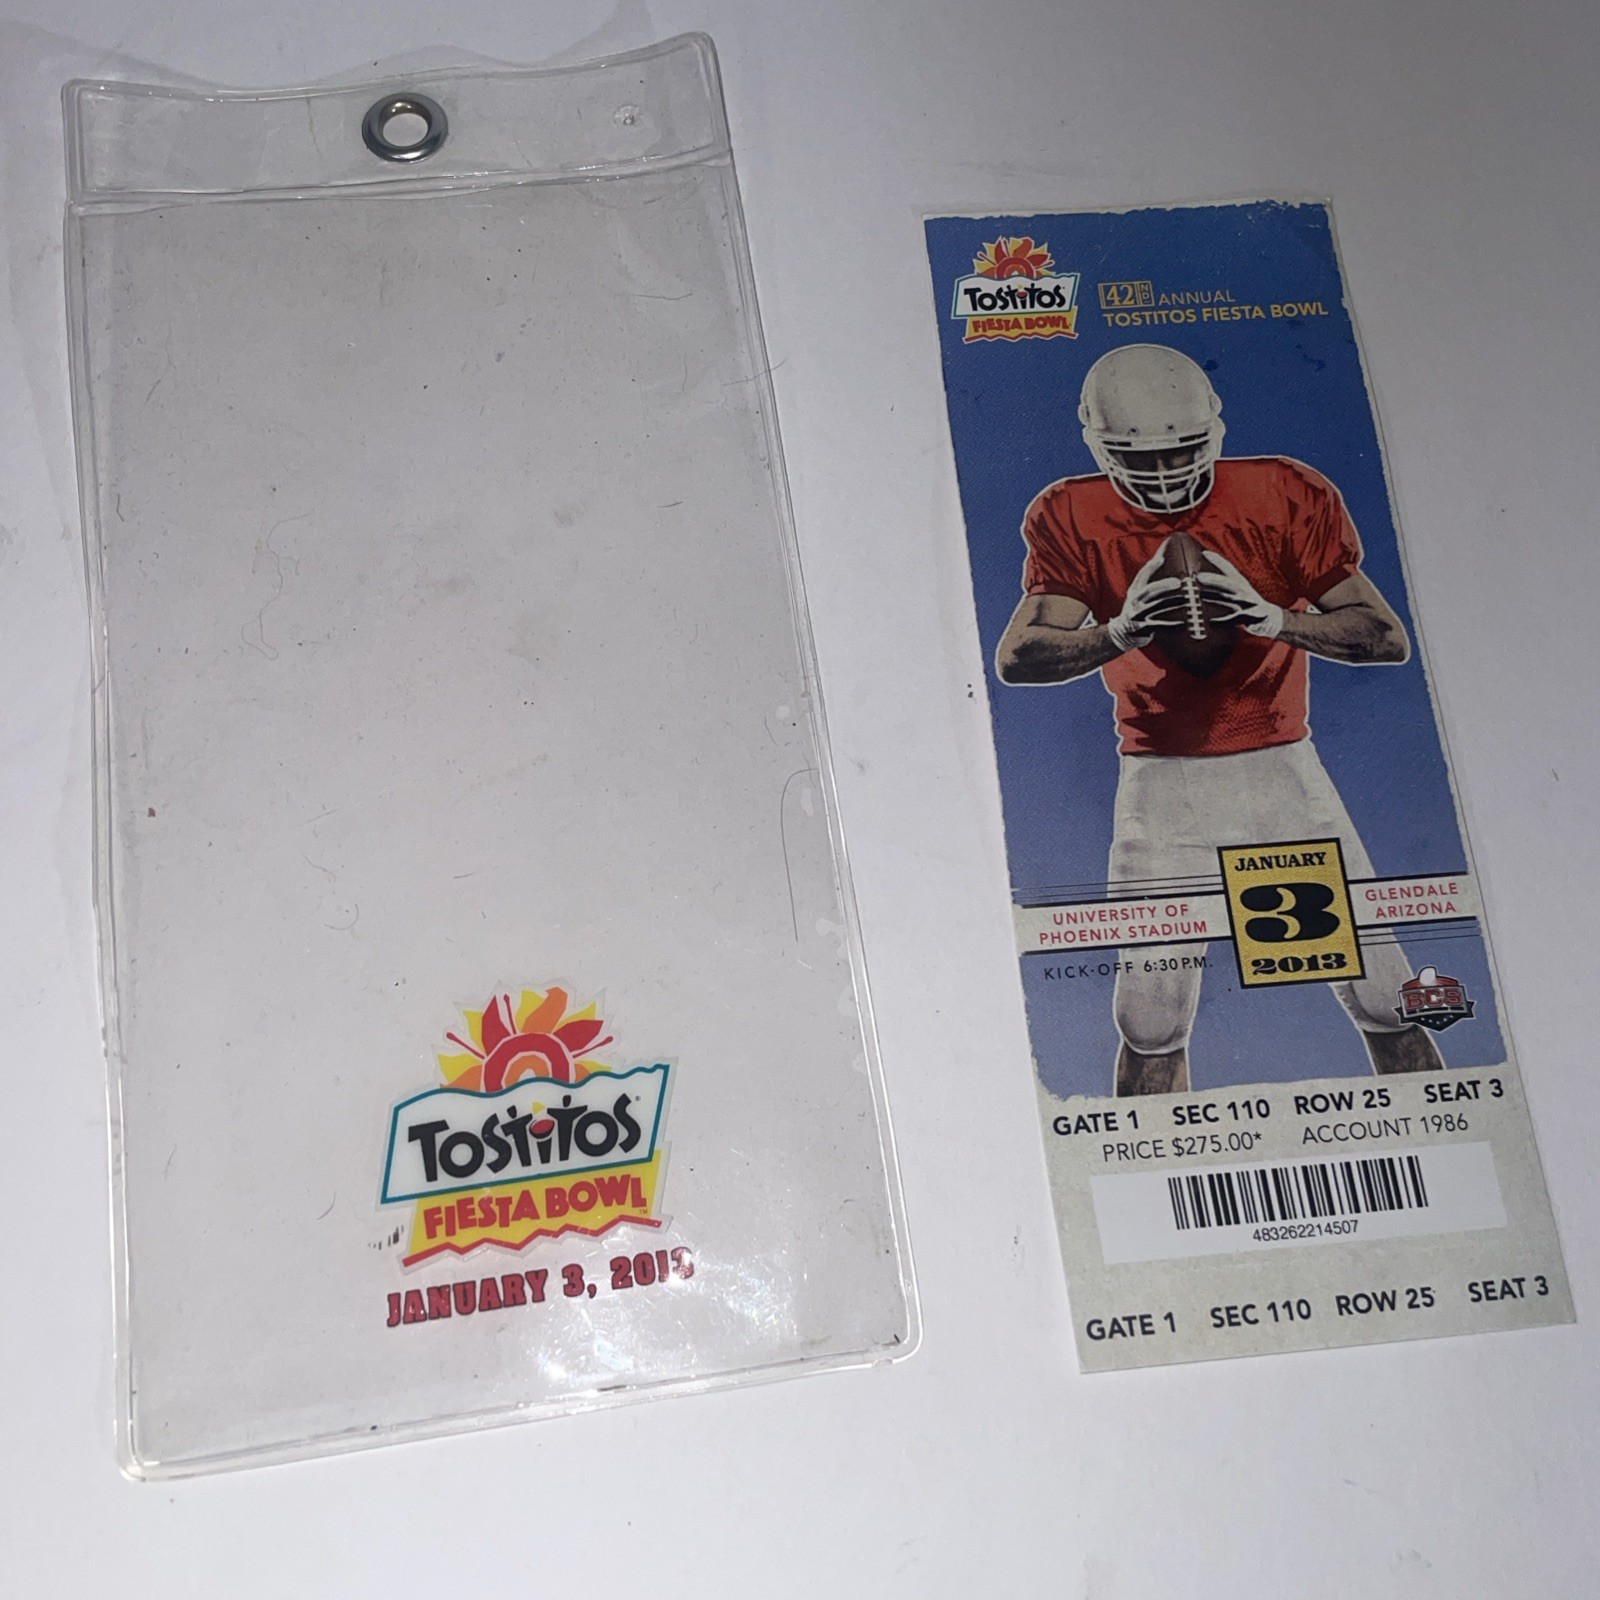 Tostitos
FIESTA BOWL
JANUARY 3, 2013
Tostitos
FIESTA BOWL
42ND ANNUAL
TOSTITOS FIESTA BOWL
JANUARY
3
2013
UNIVERSITY OF
PHOENIX STADIUM
GLENDALE
ARIZONA
KICK-OFF 6:30 P.M.
BCS
GATE 1 SEC 110 ROW 25 SEAT 3
PRICE $275.00* ACCOUNT 1986
483262214507
GATE 1 SEC 110 ROW 25 SEAT 3